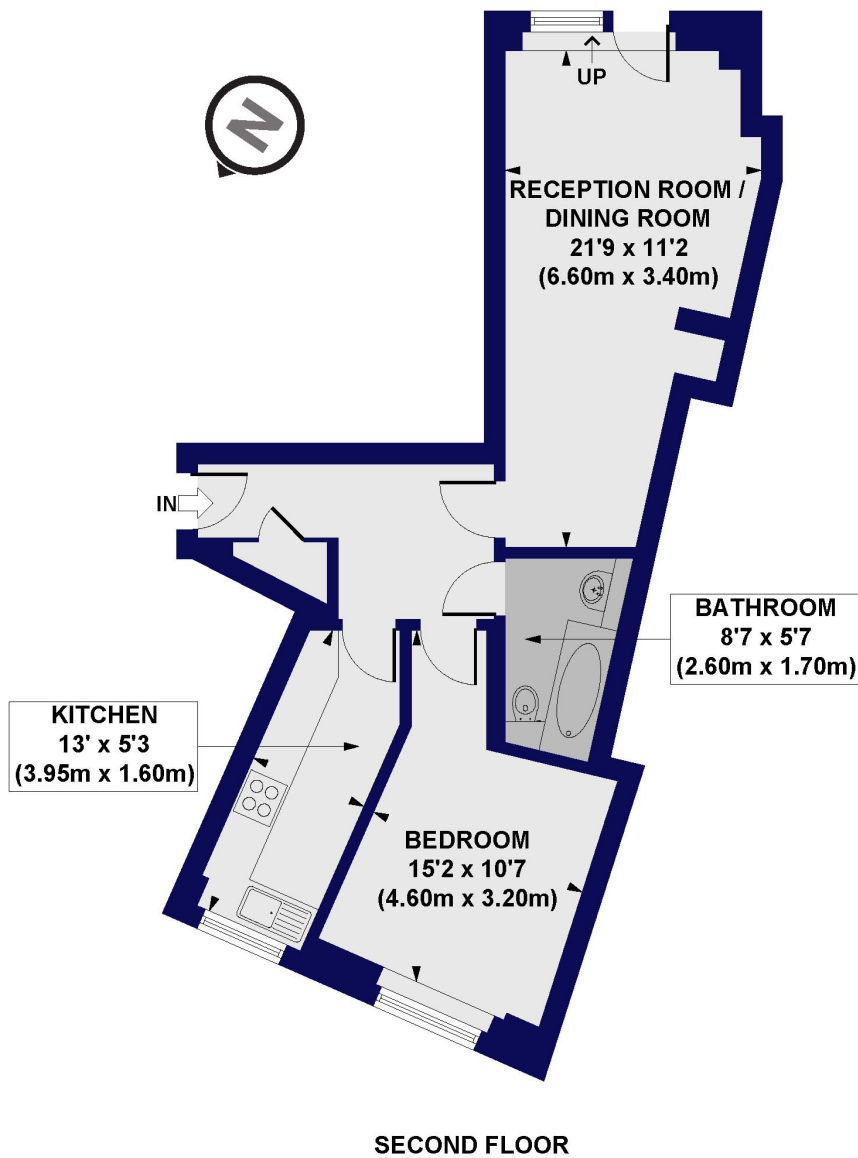 N
UP
RECEPTION ROOM /
DINING ROOM
21'9 x 11'2
(6.60m x 3.40m)
IN
BATHROOM
8'7 x 5'7
(2.60m x 1.70m)
KITCHEN
13' x 5'3
(3.95m x 1.60m)
BEDROOM
15'2 x 10'7
(4.60m x 3.20m)
SECOND FLOOR